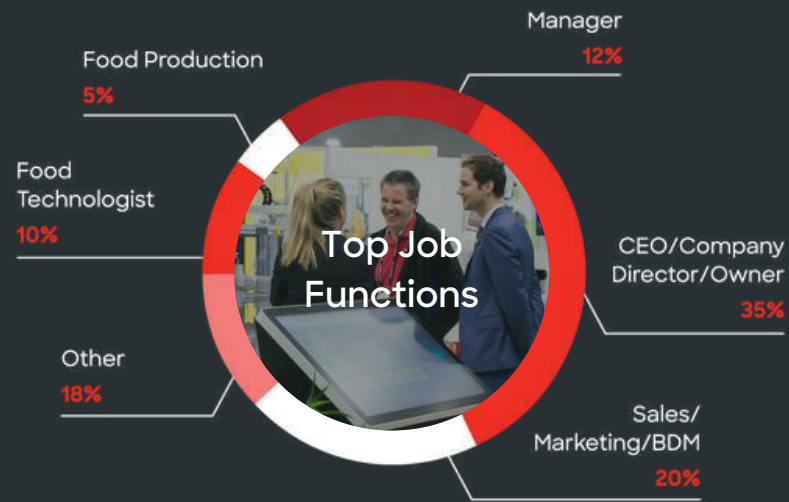 Manager
12%
Food Production
5%
Food
Technologist
10%
Top Job
Functions
CEO/Company
Director/Owner
35%
Other
18%
Sales/
Marketing/BDM
20%